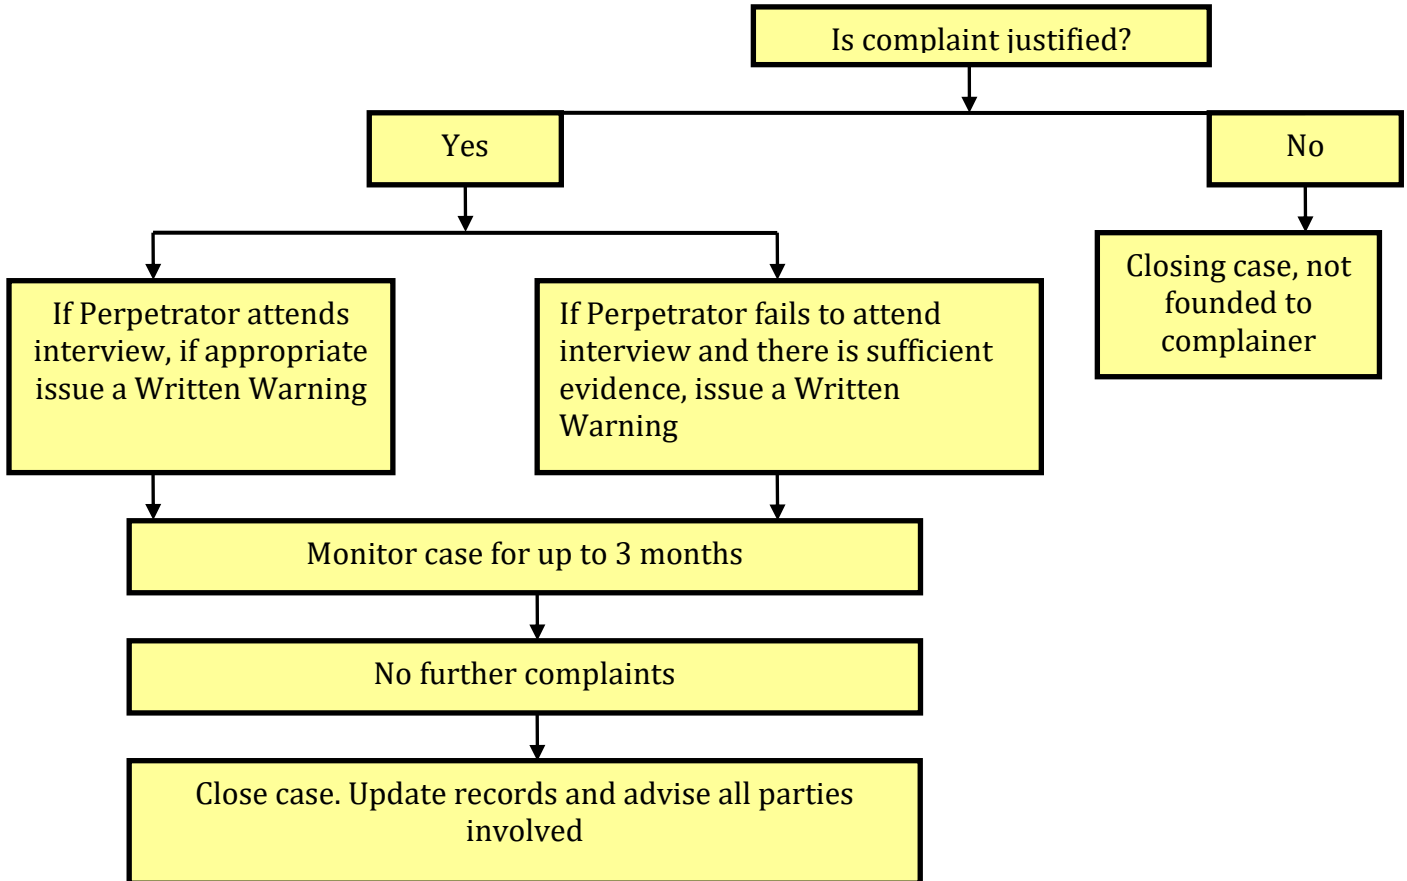 Is complaint justified?
Yes
No
If Perpetrator attends
interview, if appropriate
issue a Written Warning
If Perpetrator fails to attend
interview and there is sufficient
evidence, issue a Written
Warning
Closing case, not
founded to
complainer
Monitor case for up to 3 months
No further complaints
Close case. Update records and advise all parties
involved